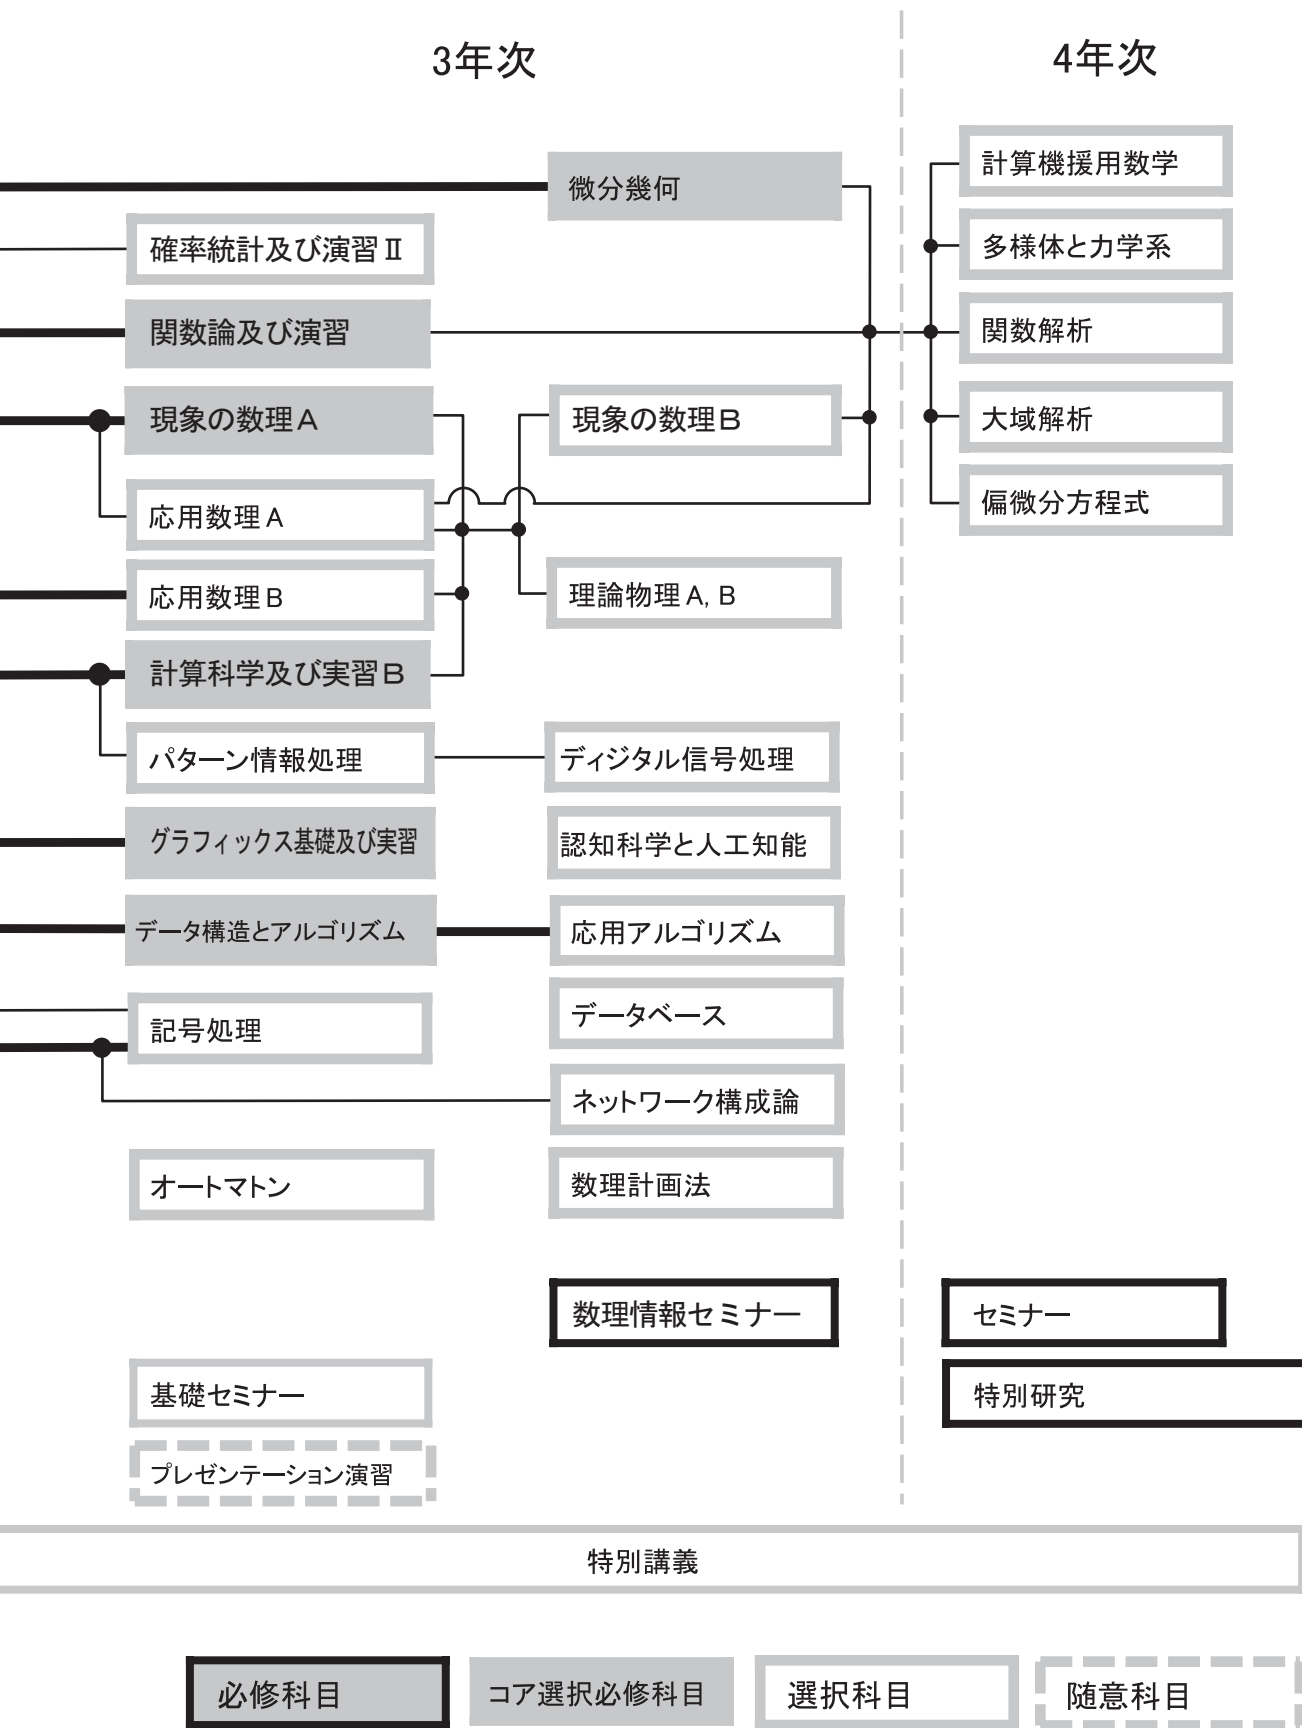 3年次
4年次
計算機援用数学
微分幾何
確率統計及び演習Ⅱ
多様体と力学系
関数論及び演習
関数解析
現象の数理A
現象の数理B
大域解析
応用数理A
偏微分方程式
応用数理B
理論物理A, B
計算科学及び実習B
パターン情報処理
ディジタル信号処理
グラフィックス基礎及び実習
認知科学と人工知能
データ構造とアルゴリズム
応用アルゴリズム
記号処理
データベース
ネットワーク構成論
オートマトン
数理計画法
数理情報セミナー
セミナー
基礎セミナー
特別研究
プレゼンテーション演習
特別講義
必修科目
コア選択必修科目
選択科目
随意科目